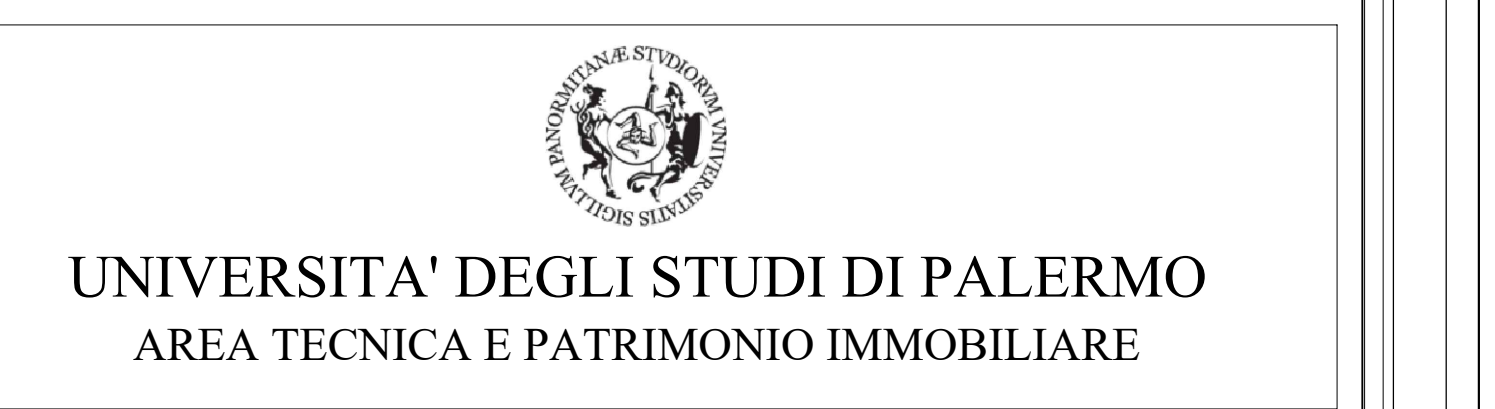 SIGILLVM PANORMITANÆ STVDIORVM VNIVERSITATIS
UNIVERSITA' DEGLI STUDI DI PALERMO
AREA TECNICA E PATRIMONIO IMMOBILIARE